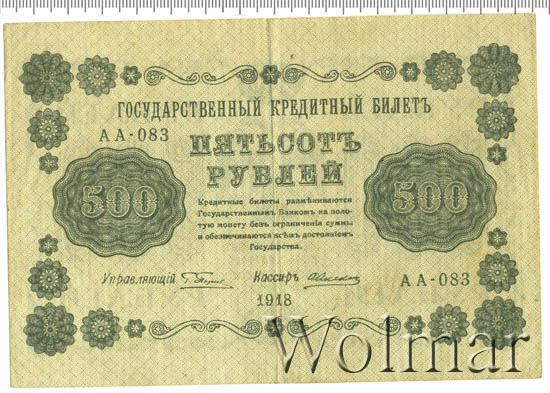 ГОСУДАРСТВЕННЫЙ КРЕДИТНЫЙ БИЛЕТЪ
АА-083
ПЯТЬСОТЪ
РУБЛЕЙ
500
500
Кредитные билеты размѣниваются
Государственнымъ Банкомъ на золо-
тую монету безъ ограниченія суммы
и обезпечиваются всѣмъ достояніемъ
Государства.
Управляющій
Кассиръ
АА-083
1918
Wolmar